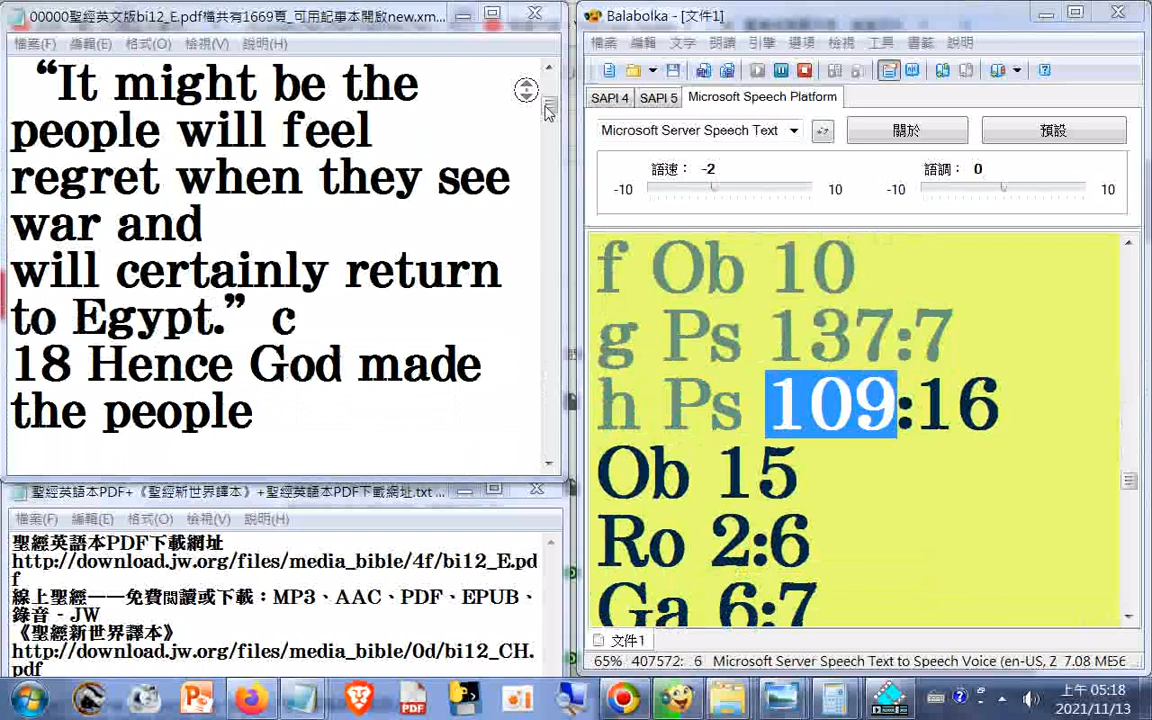 00000聖經英文版bi12_E.pdf檔共有1669頁_可用記事本開啟new.xm...
檔案(F) 編輯(E) 格式(O) 檢視(V) 說明(H)
“It might be the
people will feel
regret when they see
war and
will certainly return
to Egypt.” c
18 Hence God made
the people
聖經英語本PDF+《聖經新世界譯本》+聖經英語本PDF下載網址.txt ...
檔案(F) 編輯(E) 格式(O) 檢視(V) 說明(H)
聖經英語本PDF下載網址
http://download.jw.org/files/media_bible/4f/bi12_E.pd
f
線上聖經——免費閱讀或下載：MP3、AAC、PDF、EPUB、
錄音 - JW
《聖經新世界譯本》
http://download.jw.org/files/media_bible/0d/bi12_CH.
pdf
Balabolka - [文件1]
檔案 編輯 文字 朗讀 引擎 選項 檢視 工具 書籤 說明
SAPI 4 SAPI 5 Microsoft Speech Platform
Microsoft Server Speech Text 關於 預設
語速： -2 語調： 0
-10 10 -10 10
f Ob 10
g Ps 137:7
h Ps 109:16
Ob 15
Ro 2:6
Ga 6:7
文件1
65% 407572: 6 Microsoft Server Speech Text to Speech Voice (en-US, Z 7.08 ME56
上午 05:18
2021/11/13